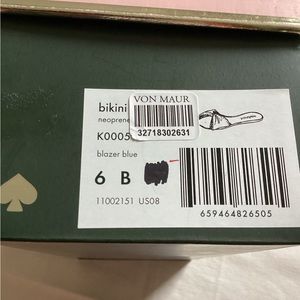 bikini
VON MAUR
neoprene
32718302631
K0005
blazer blue
6 B
11002151 US08
659464826505